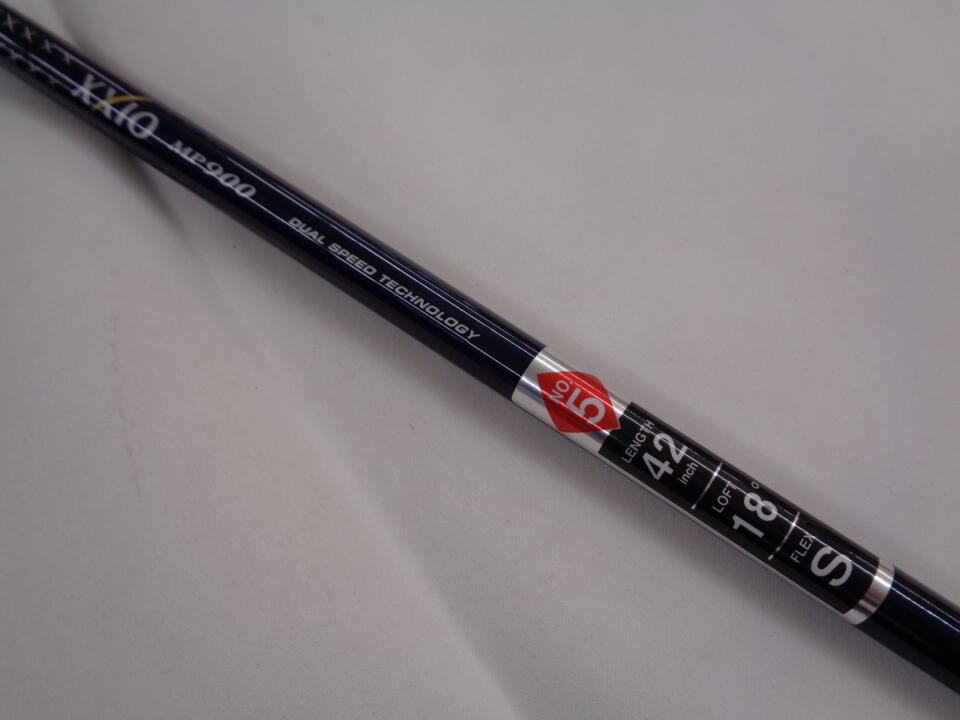 XXIO
MP900
DUAL SPEED TECHNOLOGY
NO.
5
LENGTH
42
inch
LOFT
18°
FLEX
S